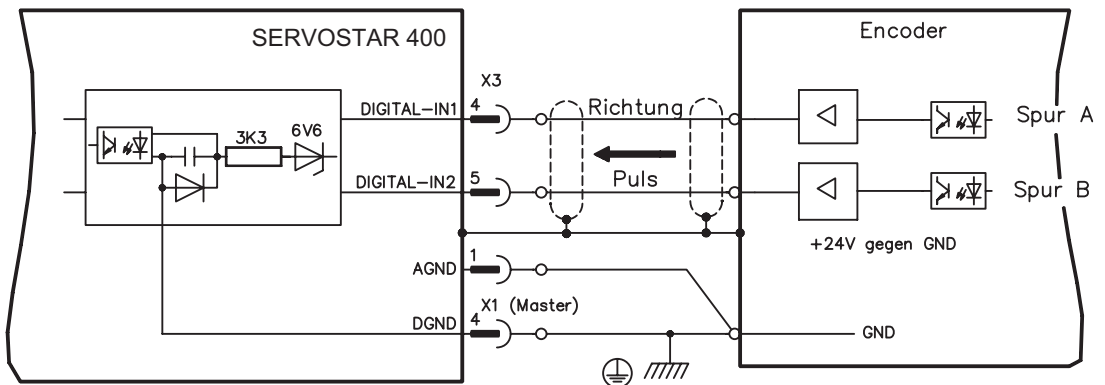 SERVOSTAR 400
Encoder
X3
DIGITAL-IN1
4
Richtung
Spur A
3K3
6V6
DIGITAL-IN2
5
Puls
Spur B
+24V gegen GND
AGND
1
X1 (Master)
DGND
4
GND